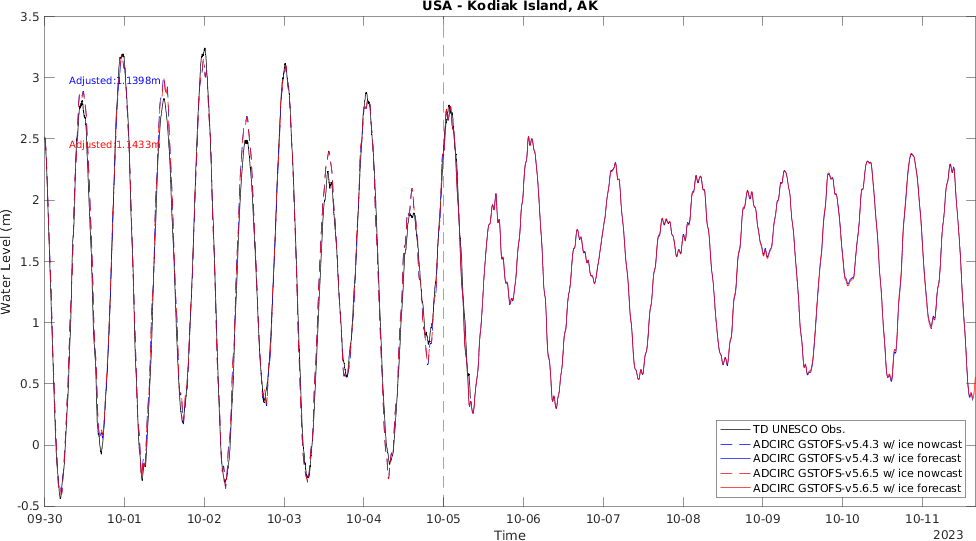 USA - Kodiak Island, AK
3.5
3
2.5
2
1.5
1
0.5
0
-0.5
Water Level (m)
Adjusted:1.1398m
Adjusted:1.1433m
TD UNESCO Obs.
ADCIRC GSTOFS-v5.4.3 w/ ice nowcast
ADCIRC GSTOFS-v5.4.3 w/ ice forecast
ADCIRC GSTOFS-v5.6.5 w/ ice nowcast
ADCIRC GSTOFS-v5.6.5 w/ ice forecast
09-30 10-01 10-02 10-03 10-04 10-05 10-06 10-07 10-08 10-09 10-10 10-11
Time
2023